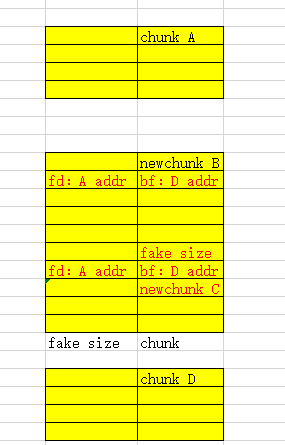 chunk A
newchunk B
fd: A addr bf: D addr
fake size
fd: A addr bf: D addr
newchunk C
fake size chunk
chunk D